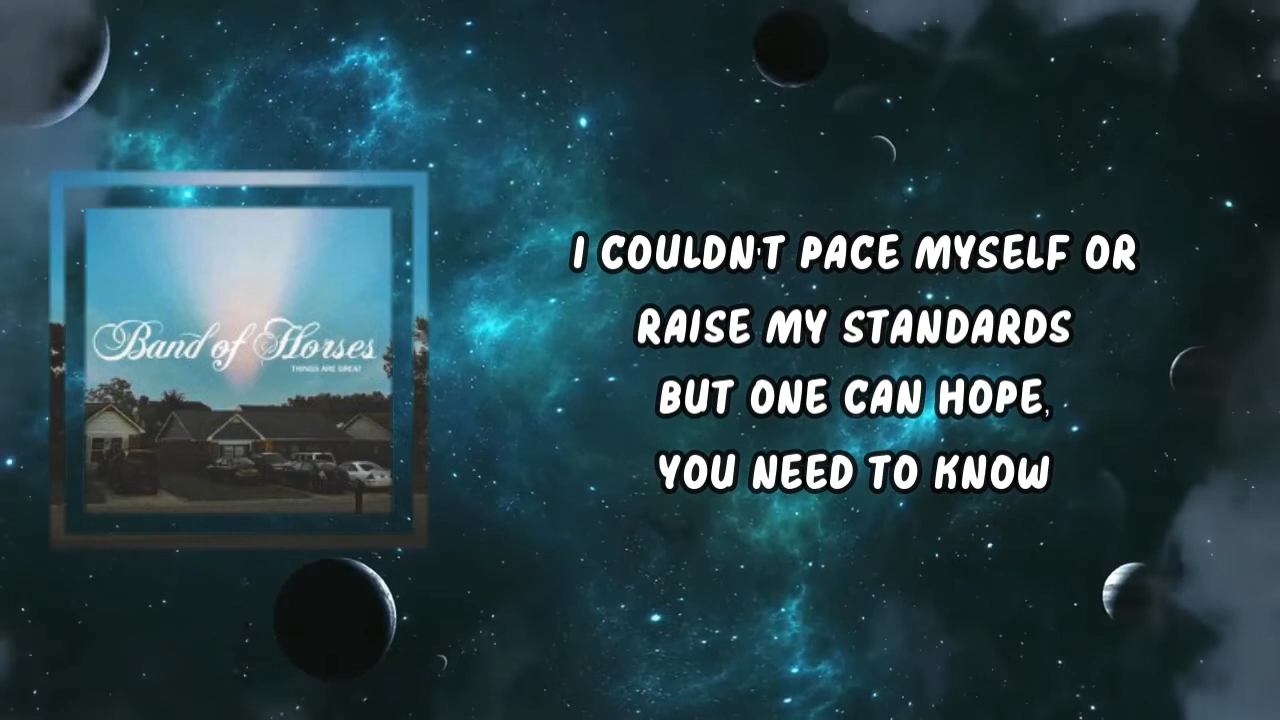 Band of Horses
THINGS ARE GREAT
I COULDN'T PACE MYSELF OR
RAISE MY STANDARDS
BUT ONE CAN HOPE,
YOU NEED TO KNOW